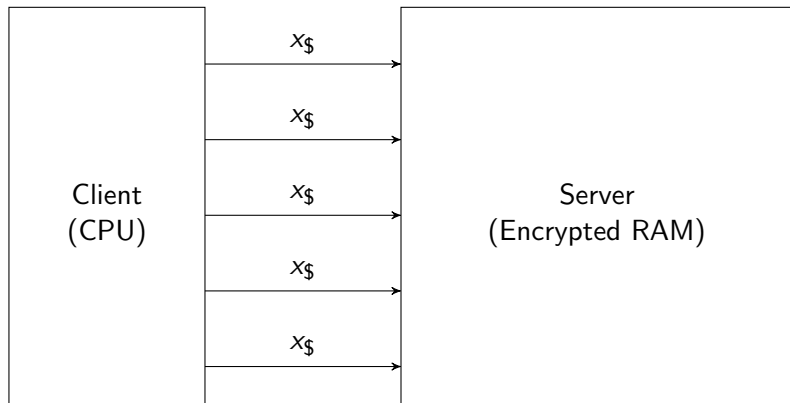 x$
x$
x$
x$
x$
Client
(CPU)
Server
(Encrypted RAM)